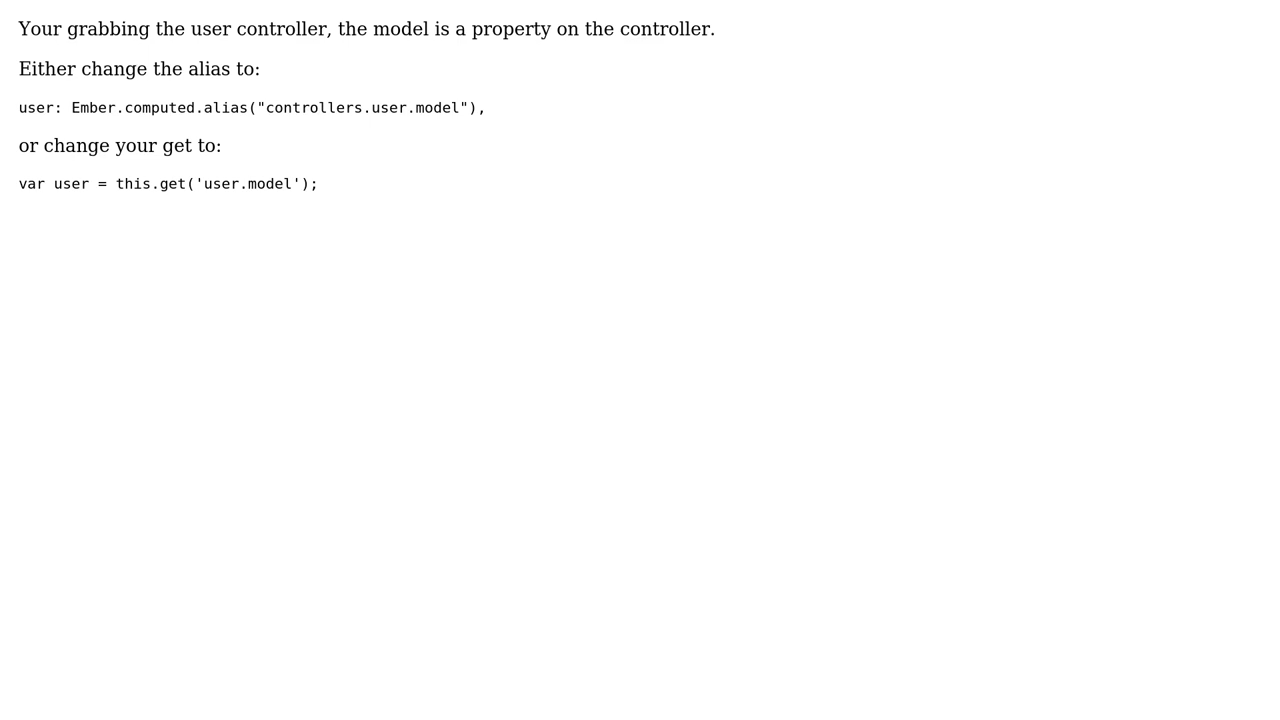 Your grabbing the user controller, the model is a property on the controller.
Either change the alias to:
user: Ember.computed.alias("controllers.user.model"),
or change your get to:
var user = this.get('user.model');